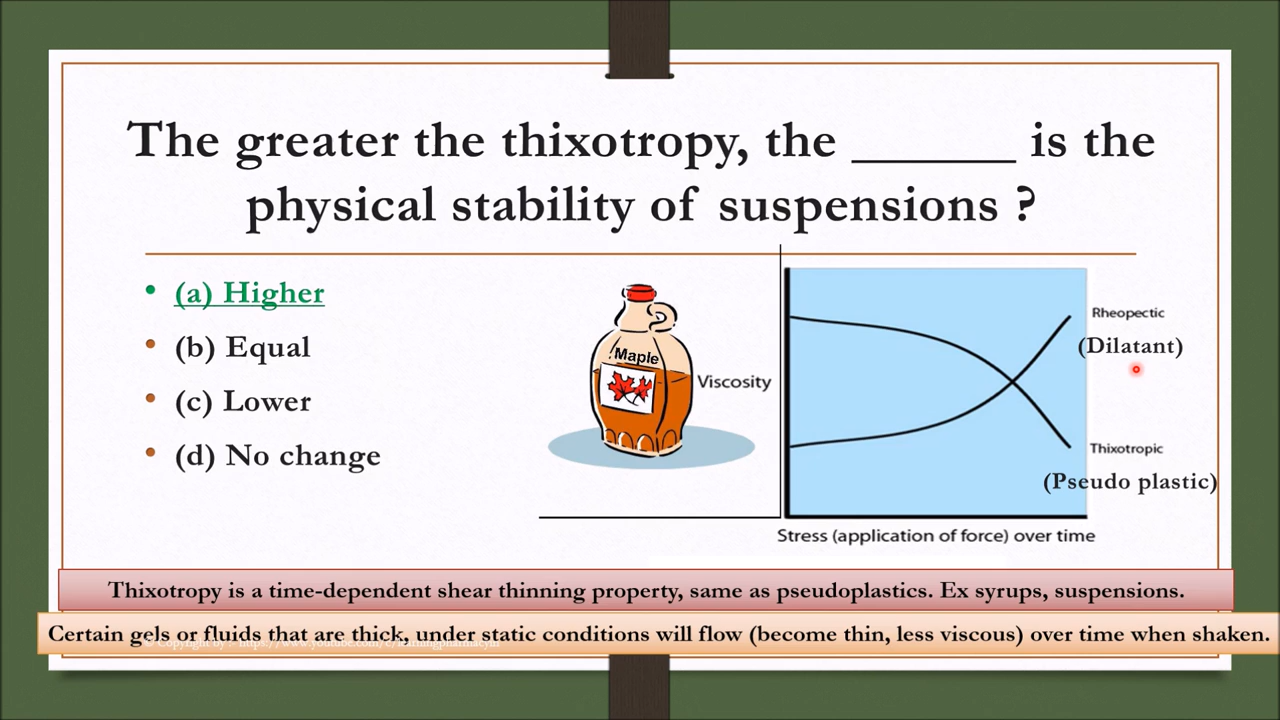 The greater the thixotropy, the ______ is the
physical stability of suspensions ?
• (a) Higher
• (b) Equal
• (c) Lower
• (d) No change
Maple
Viscosity
Rheopectic
(Dilatant)
Thixotropic
(Pseudo plastic)
Stress (application of force) over time
Thixotropy is a time-dependent shear thinning property, same as pseudoplastics. Ex syrups, suspensions.
Certain gels or fluids that are thick, under static conditions will flow (become thin, less viscous) over time when shaken.